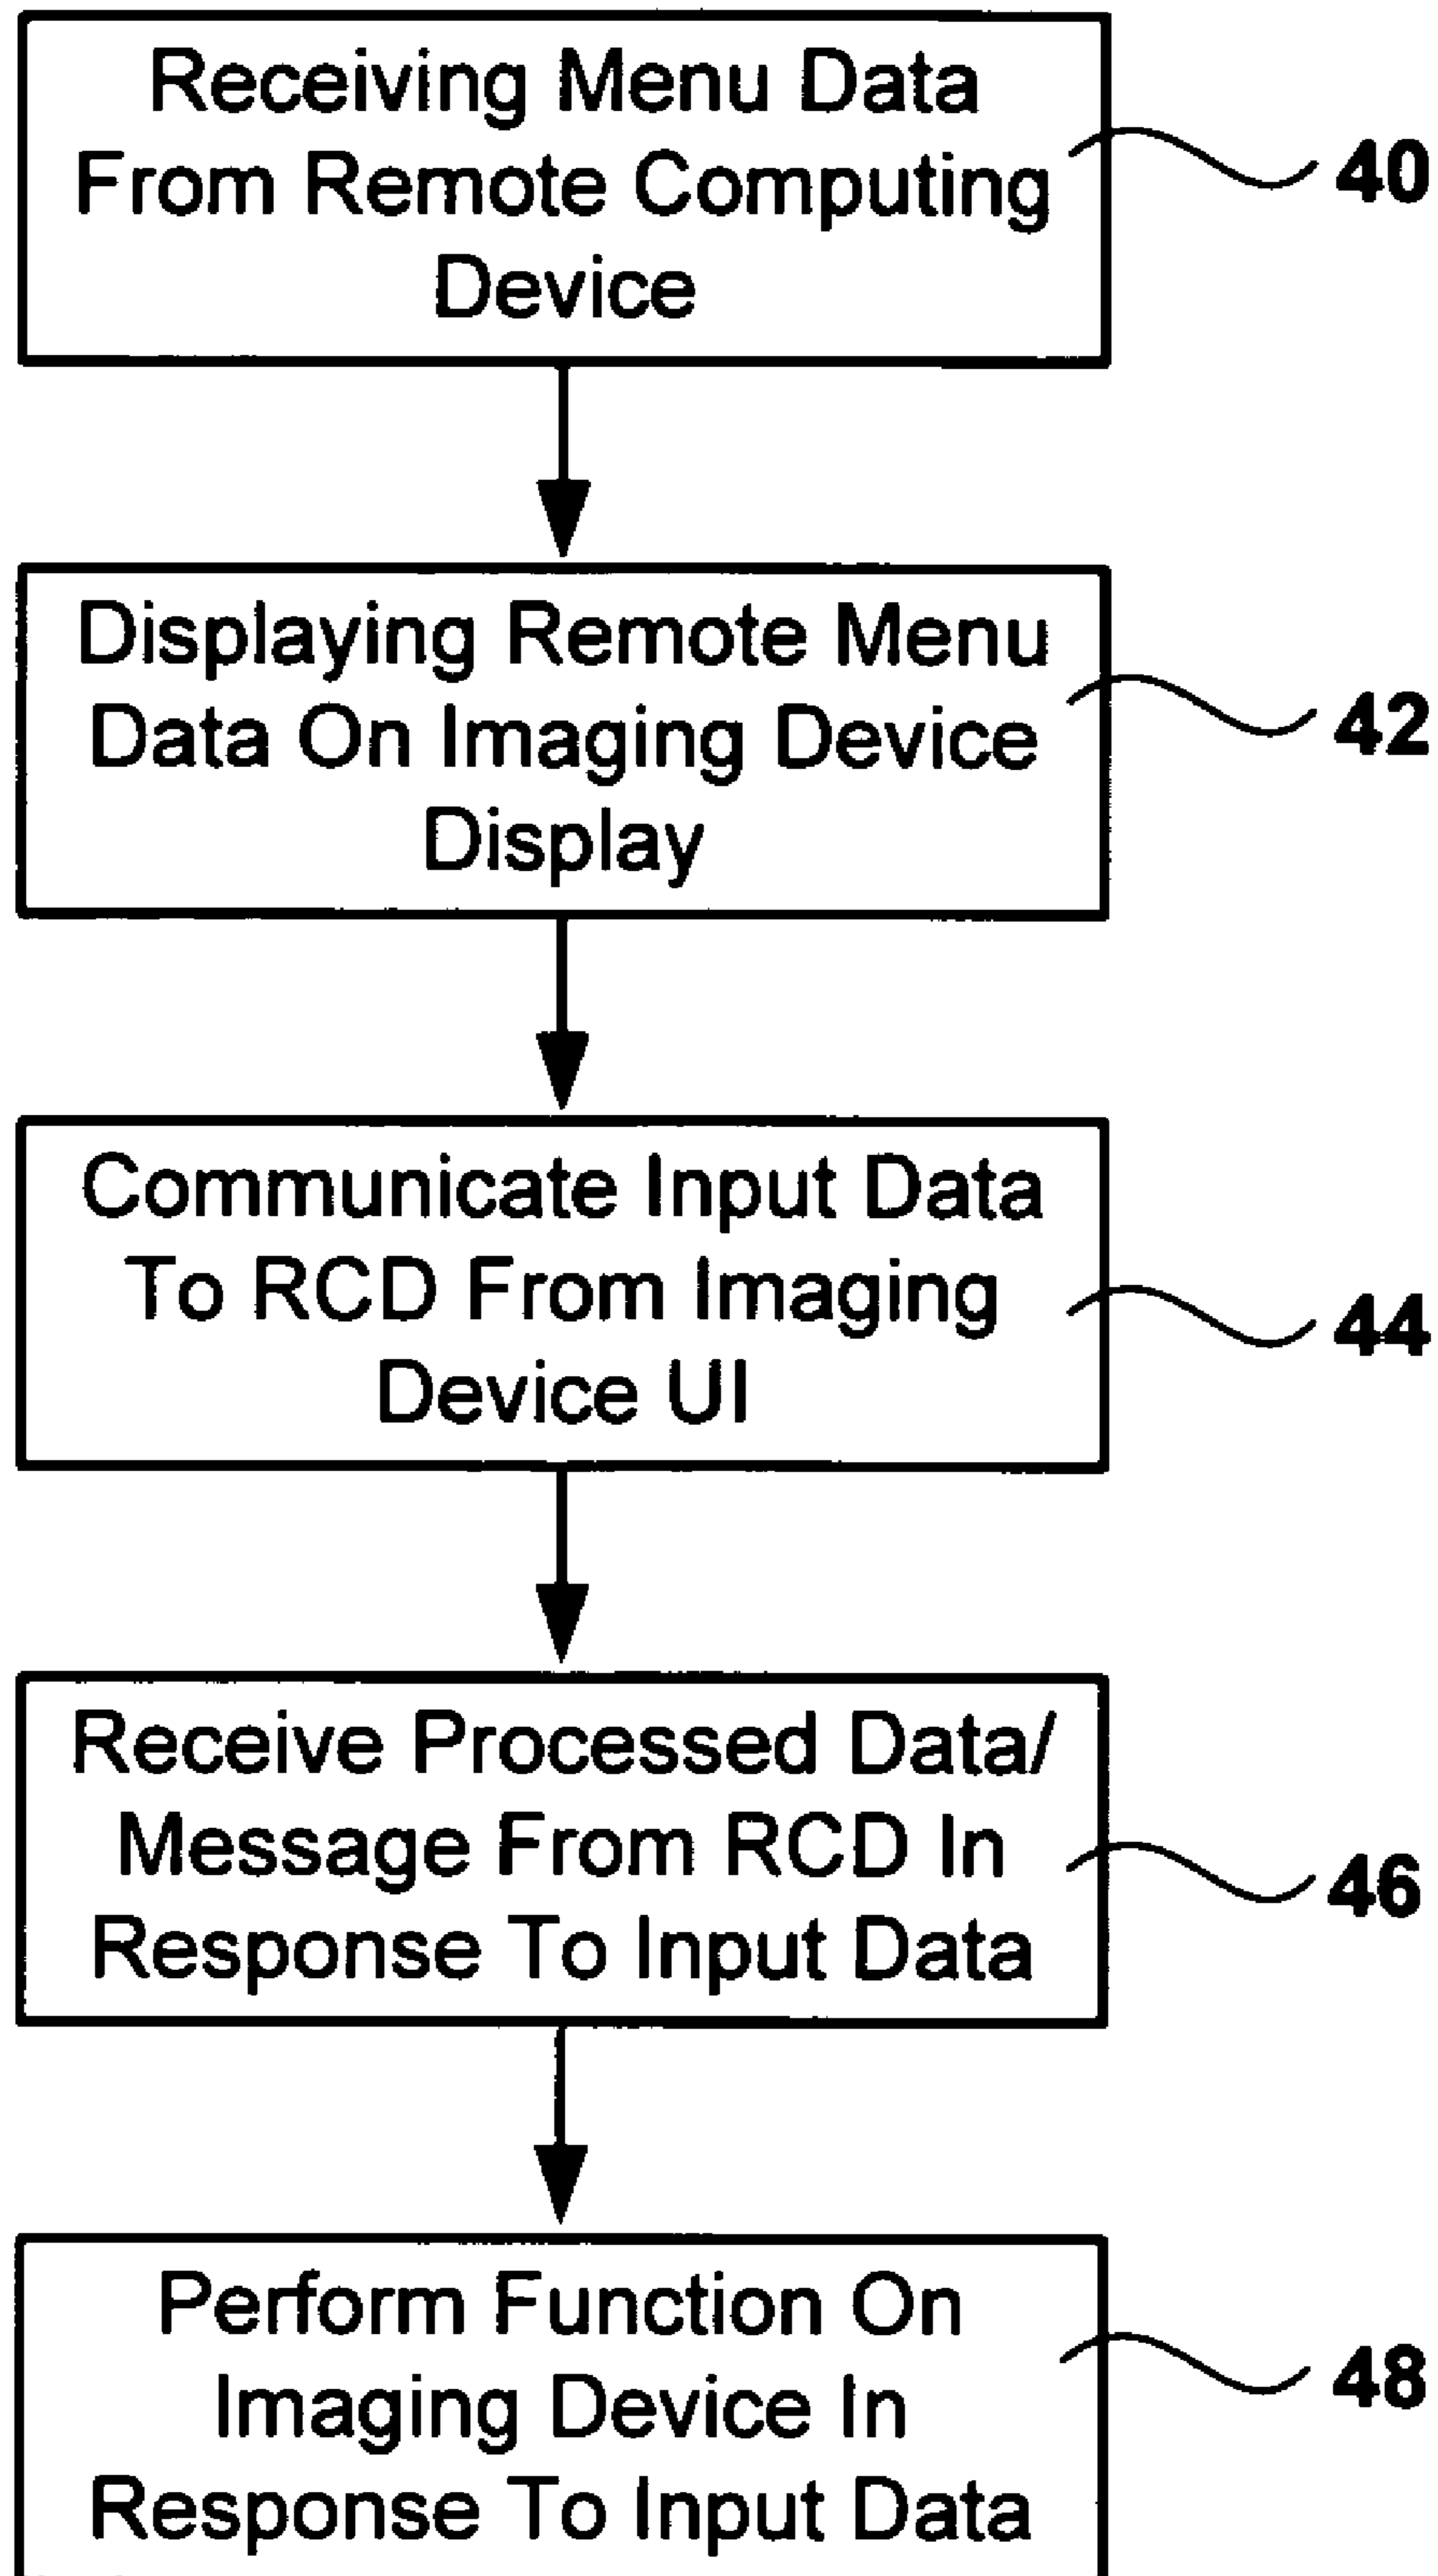 Receiving Menu Data
From Remote Computing
Device
40
Displaying Remote Menu
Data On Imaging Device
Display
42
Communicate Input Data
To RCD From Imaging
Device UI
44
Receive Processed Data/
Message From RCD In
Response To Input Data
46
Perform Function On
Imaging Device In
Response To Input Data
48